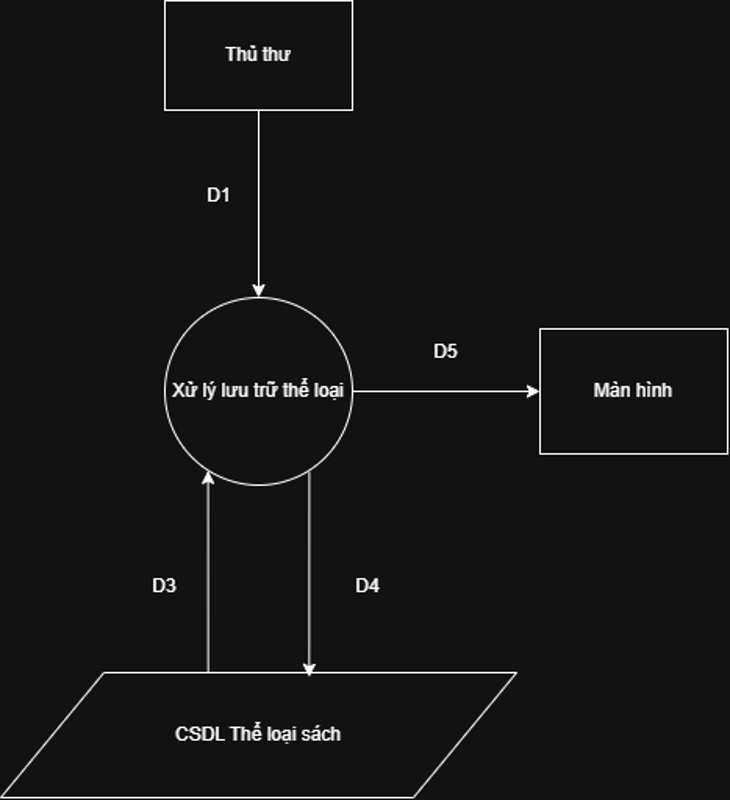 Thủ thư
D1
D5
Xử lý lưu trữ thể loại
Màn hình
D3
D4
CSDL Thể loại sách